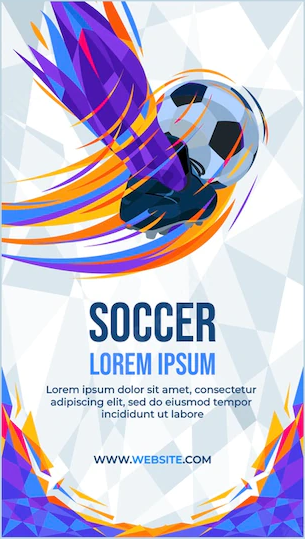 SOCCER
LOREM IPSUM
Lorem ipsum dolor sit amet, consectetur
adipiscing elit, sed do eiusmod tempor
incididunt ut labore
WWW.WEBSITE.COM